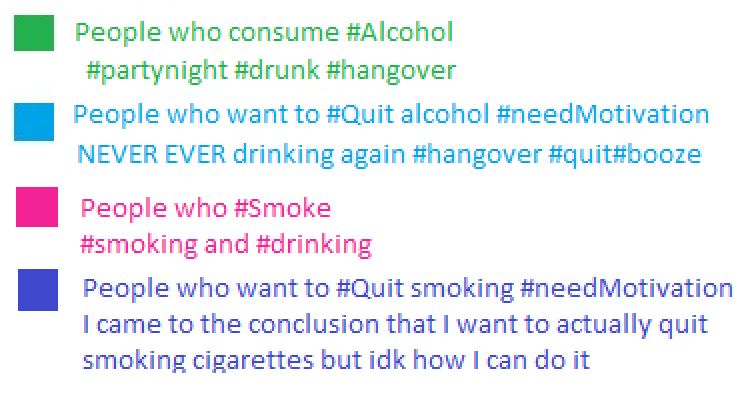 People who consume #Alcohol
#partynight #drunk #hangover
People who want to #Quit alcohol #needMotivation
NEVER EVER drinking again #hangover #quit#booze
People who #Smoke
#smoking and #drinking
People who want to #Quit smoking #needMotivation
I came to the conclusion that I want to actually quit
smoking cigarettes but idk how I can do it